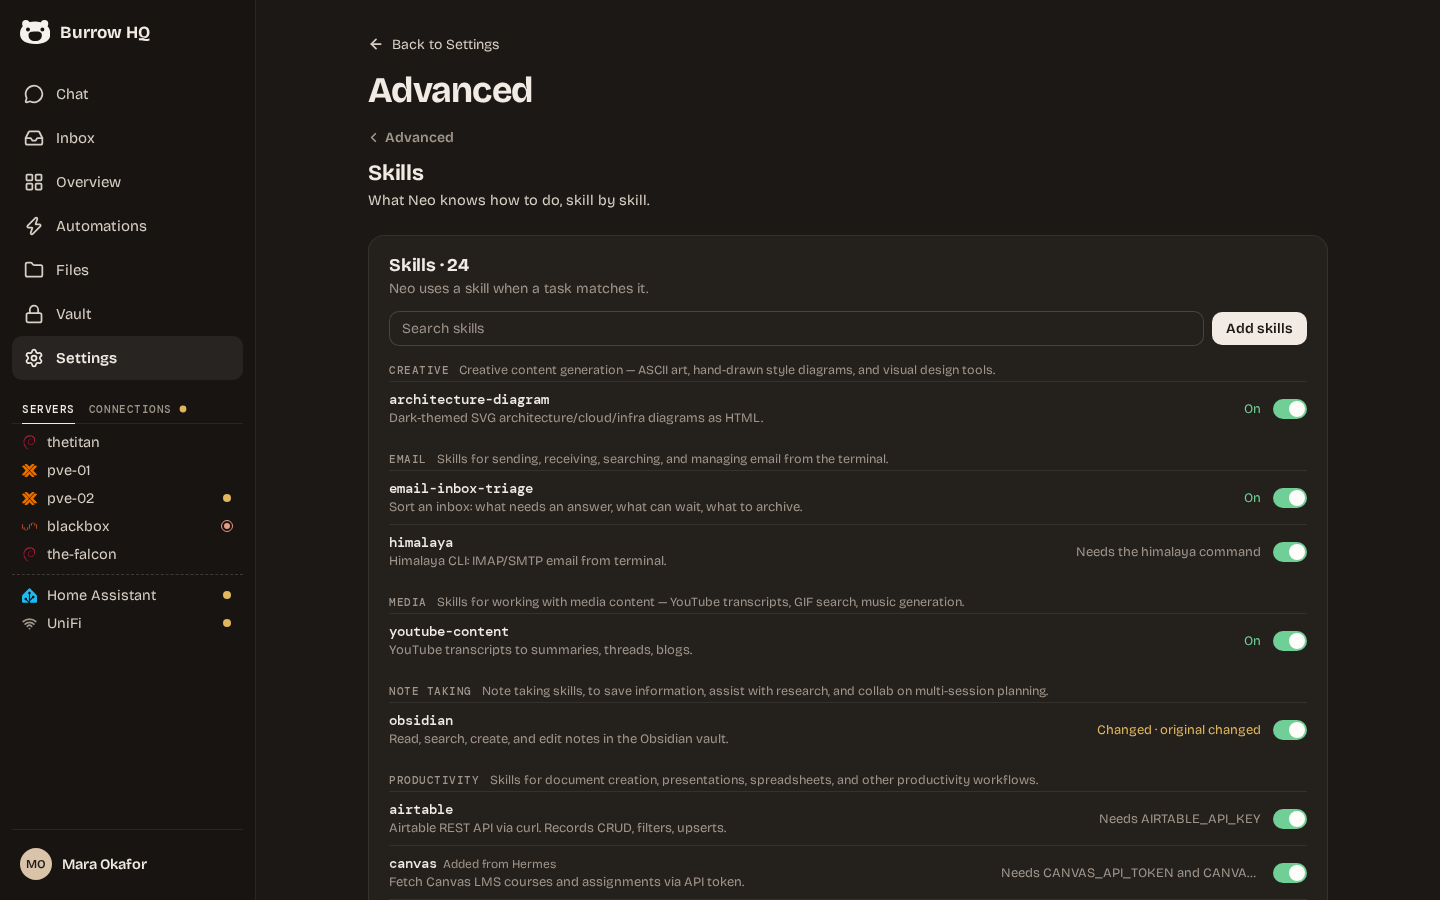 Burrow HQ
Chat
Inbox
Overview
Automations
Files
Vault
Settings
SERVERS CONNECTIONS
thetitan
pve-01
pve-02
blackbox
the-falcon
Home Assistant
UniFi
MO Mara Okafor
Back to Settings
Advanced
Advanced
Skills
What Neo knows how to do, skill by skill.
Skills · 24
Neo uses a skill when a task matches it.
Search skills
Add skills
CREATIVE Creative content generation — ASCII art, hand-drawn style diagrams, and visual design tools.
architecture-diagram
Dark-themed SVG architecture/cloud/infra diagrams as HTML.
On
EMAIL Skills for sending, receiving, searching, and managing email from the terminal.
email-inbox-triage
Sort an inbox: what needs an answer, what can wait, what to archive.
On
himalaya
Himalaya CLI: IMAP/SMTP email from terminal.
Needs the himalaya command
MEDIA Skills for working with media content — YouTube transcripts, GIF search, music generation.
youtube-content
YouTube transcripts to summaries, threads, blogs.
On
NOTE TAKING Note taking skills, to save information, assist with research, and collab on multi-session planning.
obsidian
Read, search, create, and edit notes in the Obsidian vault.
Changed · original changed
PRODUCTIVITY Skills for document creation, presentations, spreadsheets, and other productivity workflows.
airtable
Airtable REST API via curl. Records CRUD, filters, upserts.
Needs AIRTABLE_API_KEY
canvas Added from Hermes
Fetch Canvas LMS courses and assignments via API token.
Needs CANVAS_API_TOKEN and CANVA...